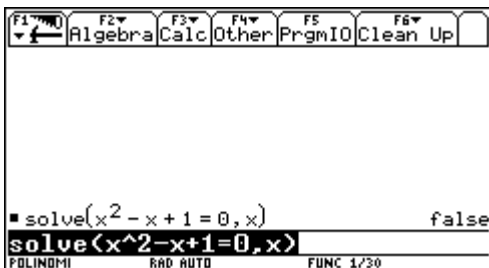 F1 F2 Algebra F3 Calc F4 Other F5 PrgmIO F6 Clean Up
solve(x² - x + 1 = 0, x) false
solve(x^2-x+1=0,x)
POLINOMI RAD AUTO FUNC 1/30